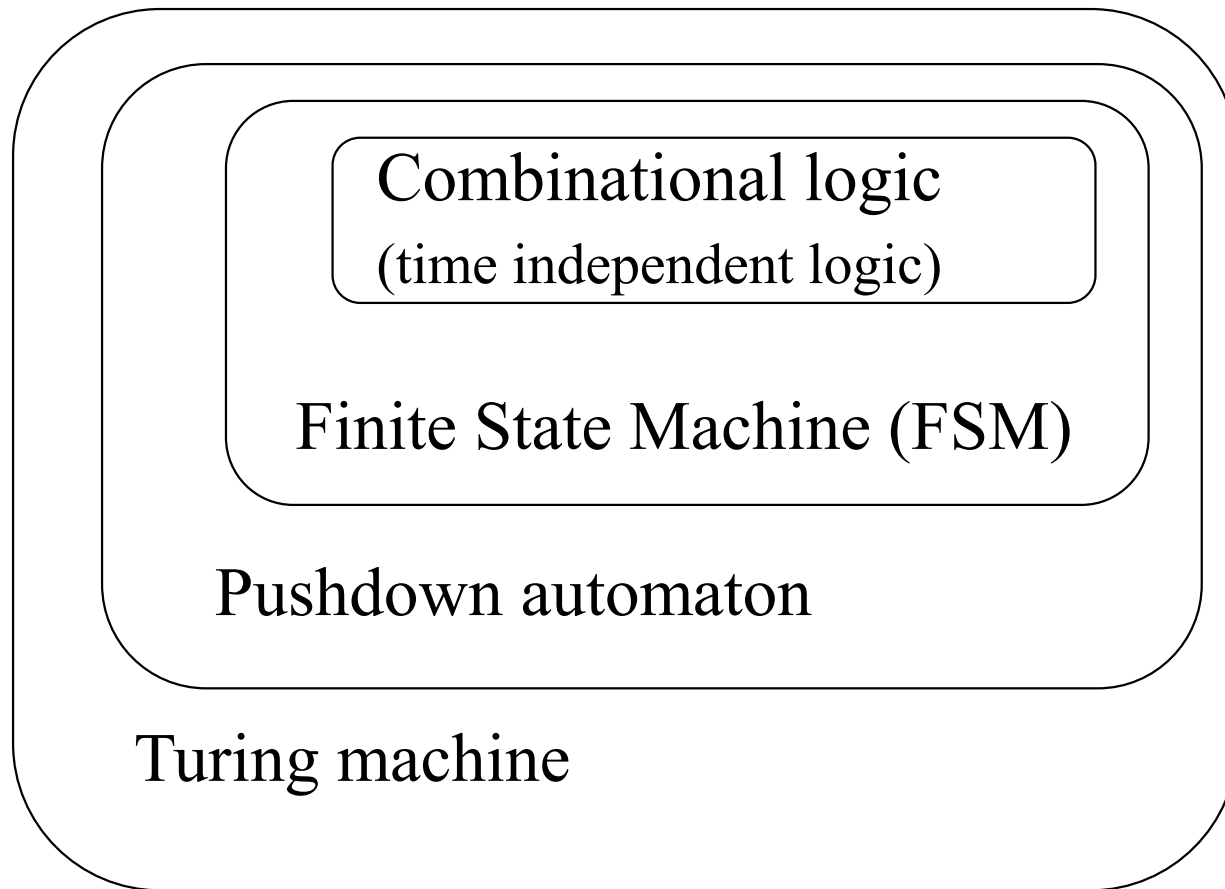 Combinational logic
(time independent logic)
Finite State Machine (FSM)
Pushdown automaton
Turing machine